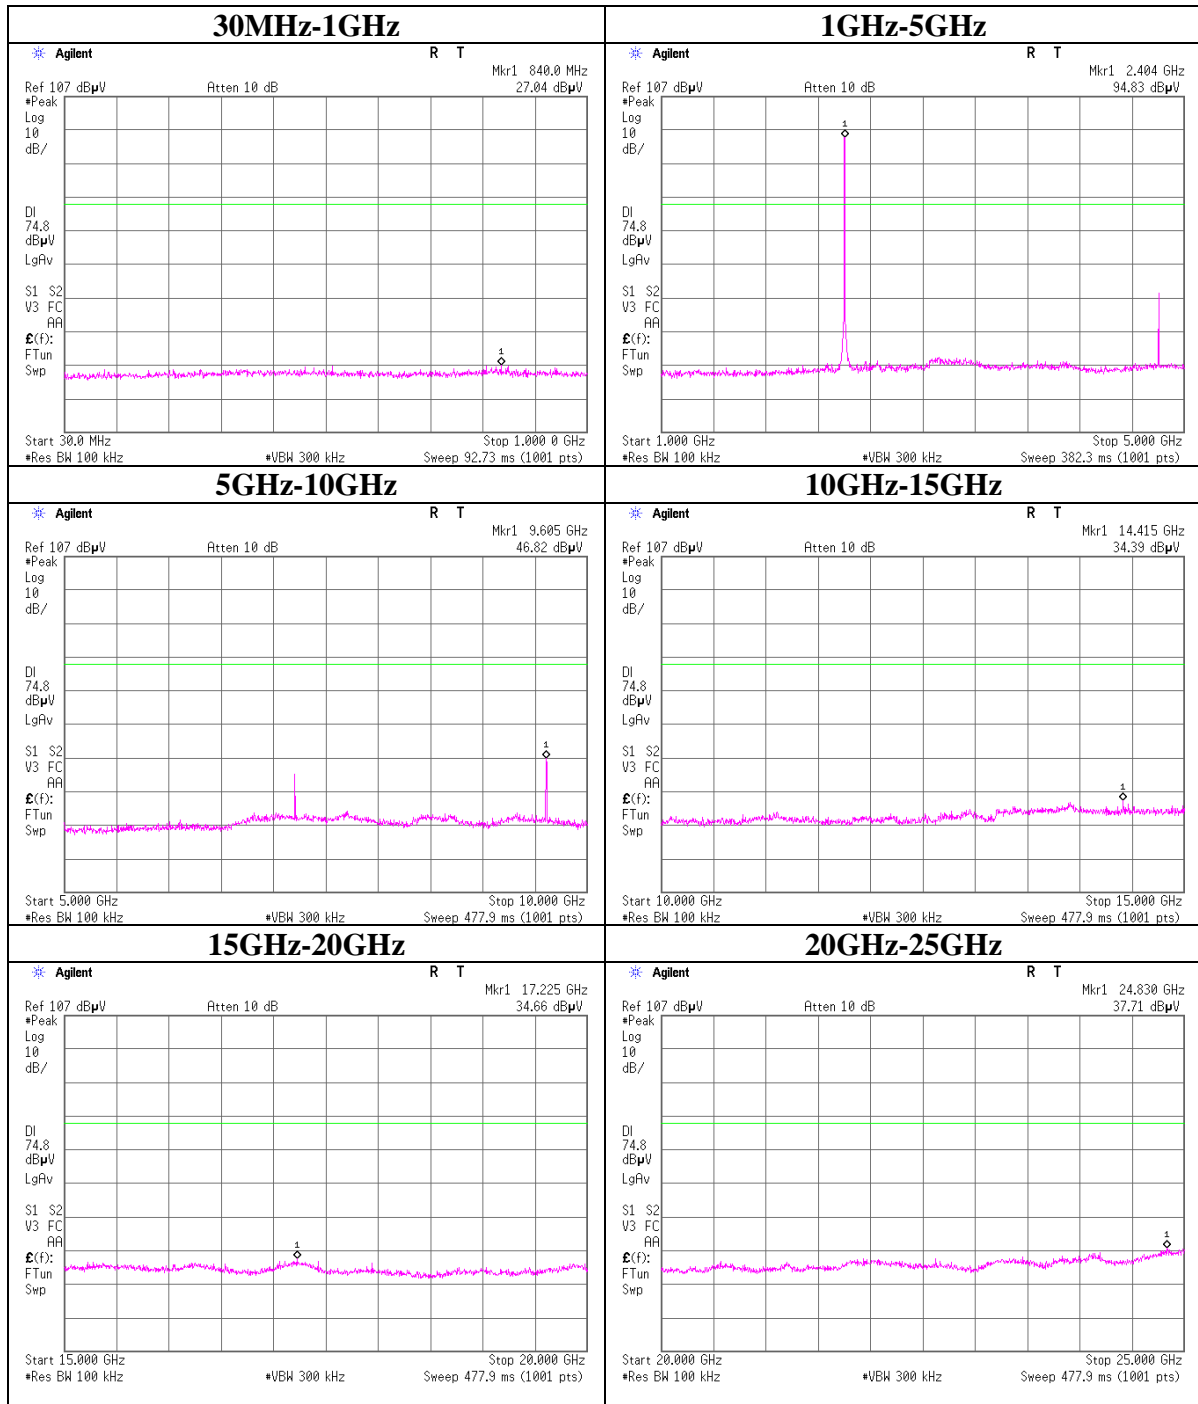 30MHz-1GHz
Agilent R T
Mkr1 840.0 MHz
Ref 107 dBµV Atten 10 dB 27.04 dBµV
#Peak
Log
10
dB/
1
DI
74.8
dBµV
LgAv
S1 S2
V3 FC
AA
£(f):
FTun
Swp
Start 30.0 MHz Stop 1.000 0 GHz
#Res BW 100 kHz #VBW 300 kHz Sweep 92.73 ms (1001 pts)
1GHz-5GHz
Agilent R T
Mkr1 2.404 GHz
Ref 107 dBµV Atten 10 dB 94.83 dBµV
#Peak
Log
10
dB/
1
DI
74.8
dBµV
LgAv
S1 S2
V3 FC
AA
£(f):
FTun
Swp
Start 1.000 GHz Stop 5.000 GHz
#Res BW 100 kHz #VBW 300 kHz Sweep 382.3 ms (1001 pts)
5GHz-10GHz
Agilent R T
Mkr1 9.605 GHz
Ref 107 dBµV Atten 10 dB 46.82 dBµV
#Peak
Log
10
dB/
DI
74.8
dBµV
LgAv
1
S1 S2
V3 FC
AA
£(f):
FTun
Swp
Start 5.000 GHz Stop 10.000 GHz
#Res BW 100 kHz #VBW 300 kHz Sweep 477.9 ms (1001 pts)
10GHz-15GHz
Agilent R T
Mkr1 14.415 GHz
Ref 107 dBµV Atten 10 dB 34.39 dBµV
#Peak
Log
10
dB/
DI
74.8
dBµV
LgAv
S1 S2
V3 FC
AA
1
£(f):
FTun
Swp
Start 10.000 GHz Stop 15.000 GHz
#Res BW 100 kHz #VBW 300 kHz Sweep 477.9 ms (1001 pts)
15GHz-20GHz
Agilent R T
Mkr1 17.225 GHz
Ref 107 dBµV Atten 10 dB 34.66 dBµV
#Peak
Log
10
dB/
DI
74.8
dBµV
LgAv
S1 S2
V3 FC
AA
1
£(f):
FTun
Swp
Start 15.000 GHz Stop 20.000 GHz
#Res BW 100 kHz #VBW 300 kHz Sweep 477.9 ms (1001 pts)
20GHz-25GHz
Agilent R T
Mkr1 24.830 GHz
Ref 107 dBµV Atten 10 dB 37.71 dBµV
#Peak
Log
10
dB/
DI
74.8
dBµV
LgAv
S1 S2
V3 FC
AA
1
£(f):
FTun
Swp
Start 20.000 GHz Stop 25.000 GHz
#Res BW 100 kHz #VBW 300 kHz Sweep 477.9 ms (1001 pts)